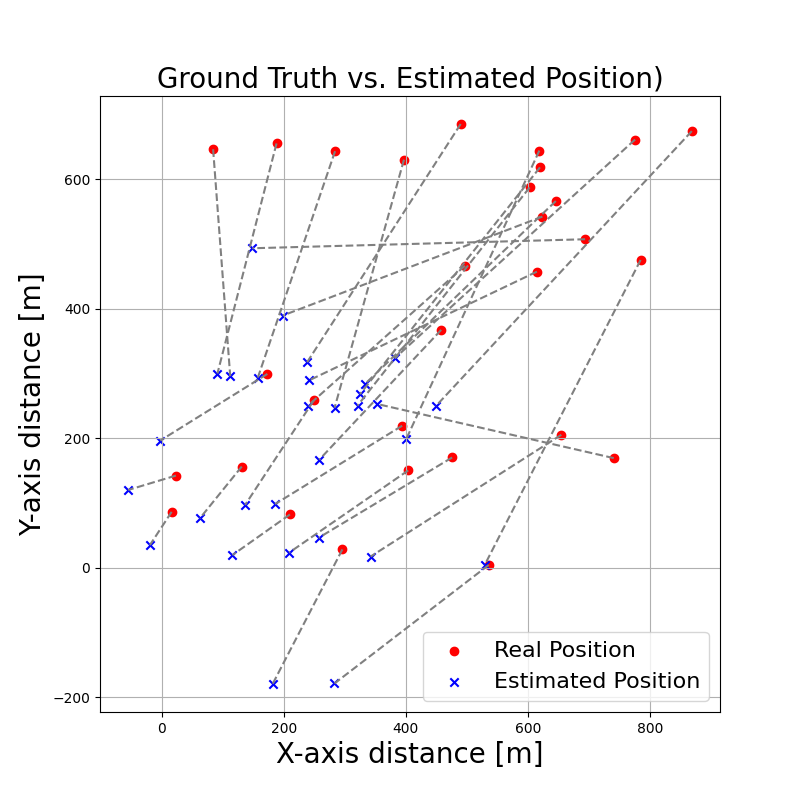 Ground Truth vs. Estimated Position)
Y-axis distance [m]
600
400
200
0
−200
0 200 400 600 800
X-axis distance [m]
Real Position
Estimated Position